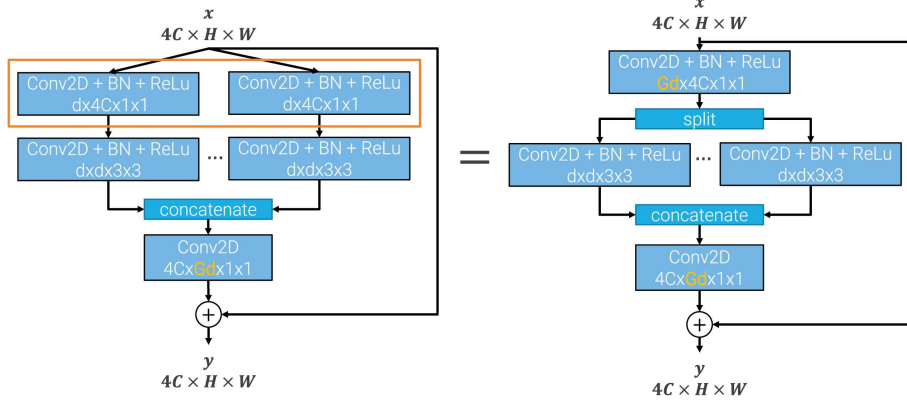 x
4C × H × W
Conv2D + BN + ReLu
dx4Cx1x1
Conv2D + BN + ReLu
dx4Cx1x1
Conv2D + BN + ReLu
dxdx3x3
...
Conv2D + BN + ReLu
dxdx3x3
concatenate
Conv2D
4CxGdx1x1
+
y
4C × H × W
=
x
4C × H × W
Conv2D + BN + ReLu
Gdx4Cx1x1
split
Conv2D + BN + ReLu
dxdx3x3
...
Conv2D + BN + ReLu
dxdx3x3
concatenate
Conv2D
4CxGdx1x1
+
y
4C × H × W